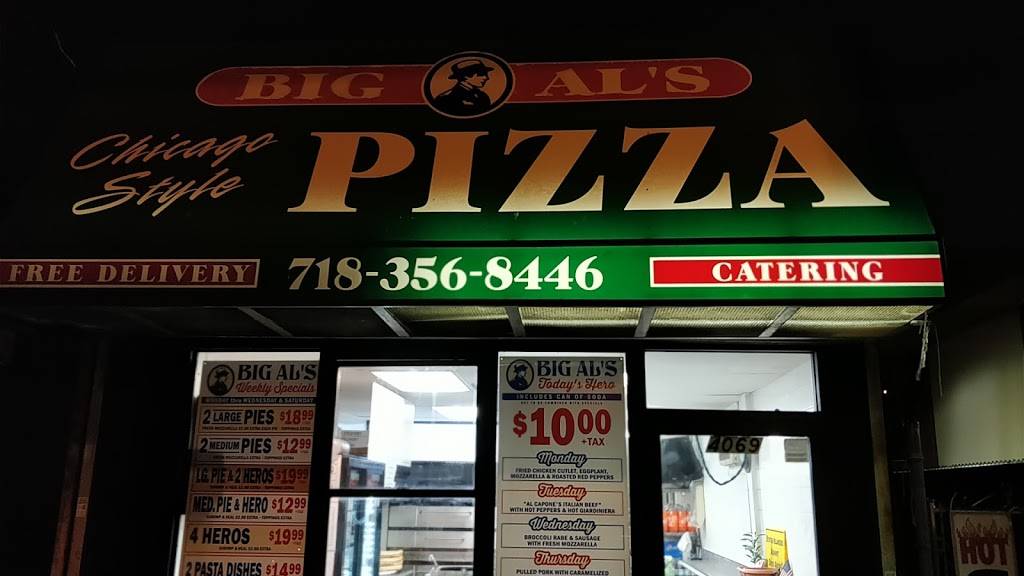 BIG AL'S
Chicago Style
PIZZA
FREE DELIVERY
718-356-8446
CATERING
BIG AL'S
Weekly Specials
MONDAY thru WEDNESDAY & SATURDAY
2 LARGE PIES $18.99
2 MEDIUM PIES $12.99
LG. PIE & 2 HEROS $19.99
MED. PIE & HERO $12.99
4 HEROS $19.99
2 PASTA DISHES $14.99
BIG AL'S
Today's Hero
INCLUDES CAN OF SODA
$10.00
+TAX
Monday
FRIED CHICKEN CUTLET, EGGPLANT,
MOZZARELLA & ROASTED RED PEPPERS
Tuesday
"AL CAPONE'S ITALIAN BEEF"
WITH HOT PEPPERS & HOT GIARDINIERA
Wednesday
BROCCOLI RABE & SAUSAGE
WITH FRESH MOZZARELLA
Thursday
PULLED PORK WITH CARAMELIZED
4069
HOT